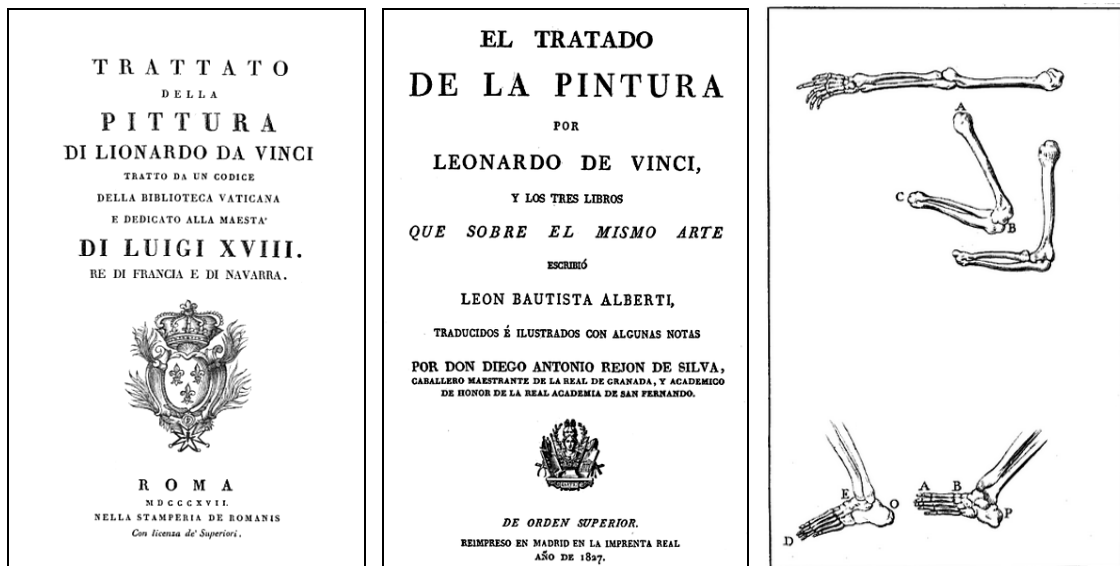 TRATTATO
DELLA
PITTURA
DI LIONARDO DA VINCI
TRATTO DA UN CODICE
DELLA BIBLIOTECA VATICANA
E DEDICATO ALLA MAESTA'
DI LUIGI XVIII.
RE DI FRANCIA E DI NAVARRA.
ROMA
MDCCCXVII.
NELLA STAMPERIA DE ROMANIS
Con licenza de' Superiori.
EL TRATADO
DE LA PINTURA
POR
LEONARDO DE VINCI,
Y LOS TRES LIBROS
QUE SOBRE EL MISMO ARTE
ESCRIBIÓ
LEON BAUTISTA ALBERTI,
TRADUCIDOS É ILUSTRADOS CON ALGUNAS NOTAS
POR DON DIEGO ANTONIO REJON DE SILVA,
CABALLERO MAESTRANTE DE LA REAL DE GRANADA, Y ACADEMICO
DE HONOR DE LA REAL ACADEMIA DE SAN FERNANDO.
DE ORDEN SUPERIOR.
REIMPRESO EN MADRID EN LA IMPRENTA REAL
AÑO DE 1827.
A
C
B
E
O
D
A B
P